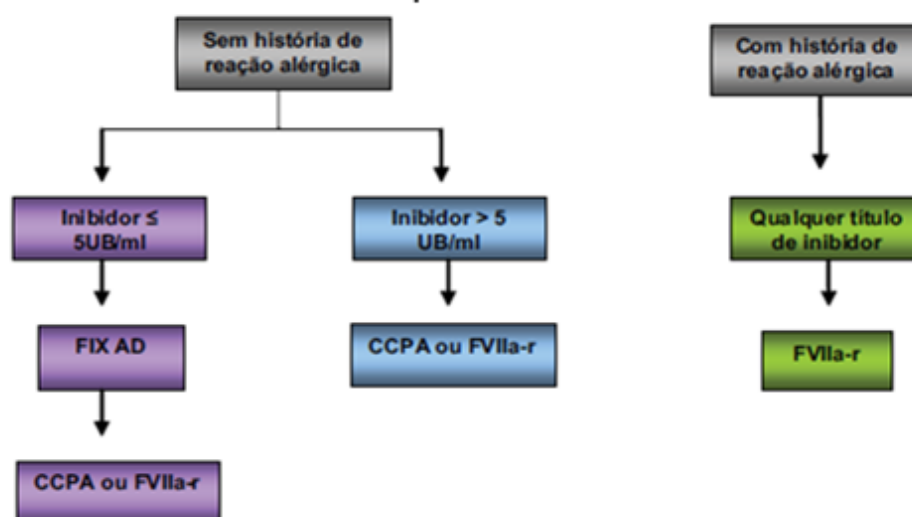 Sem história de
reação alérgica
Com história de
reação alérgica
Inibidor ≤
5UB/ml
Inibidor > 5
UB/ml
Qualquer título
de inibidor
FIX AD
CCPA ou FVIIa-r
FVIIa-r
CCPA ou FVIIa-r